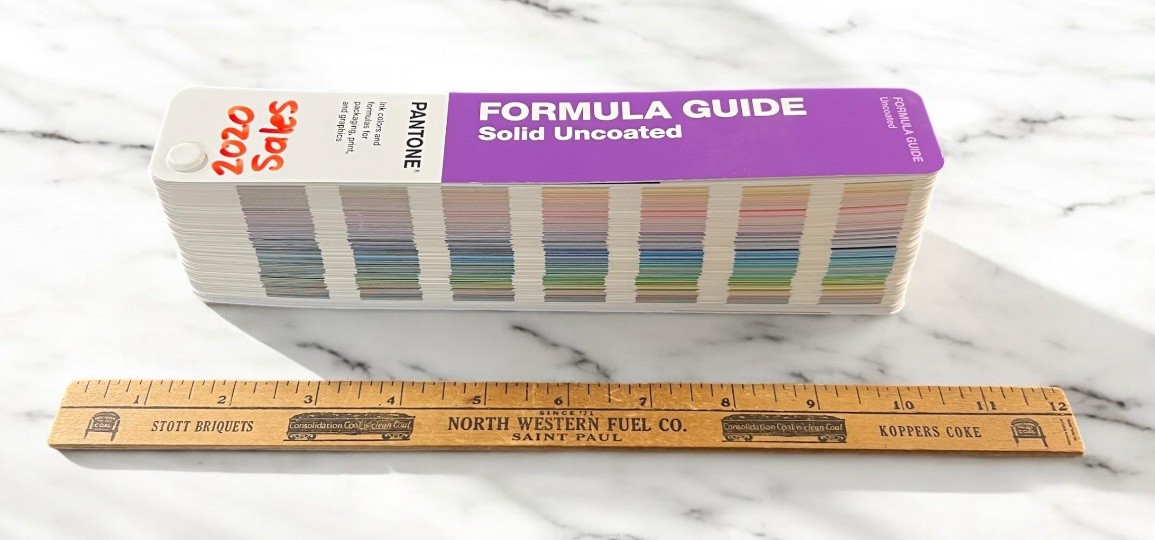 2020
Sales
Ink colors and
formulas for
packaging, print,
and graphics
PANTONE®
FORMULA GUIDE
Solid Uncoated
FORMULA GUIDE
Uncoated
1 2 3 4 5 6 7 8 9 10 11 12
COAL
STOTT BRIQUETS
Consolidation Coal is clean Coal
SINCE '71
NORTH WESTERN FUEL CO.
SAINT PAUL
Consolidation Coal is clean Coal
KOPPERS COKE